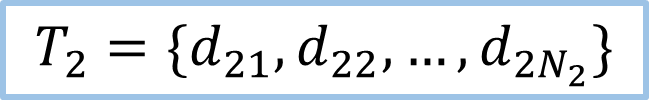 T₂ = {d₂₁, d₂₂, …, d₂N₂}